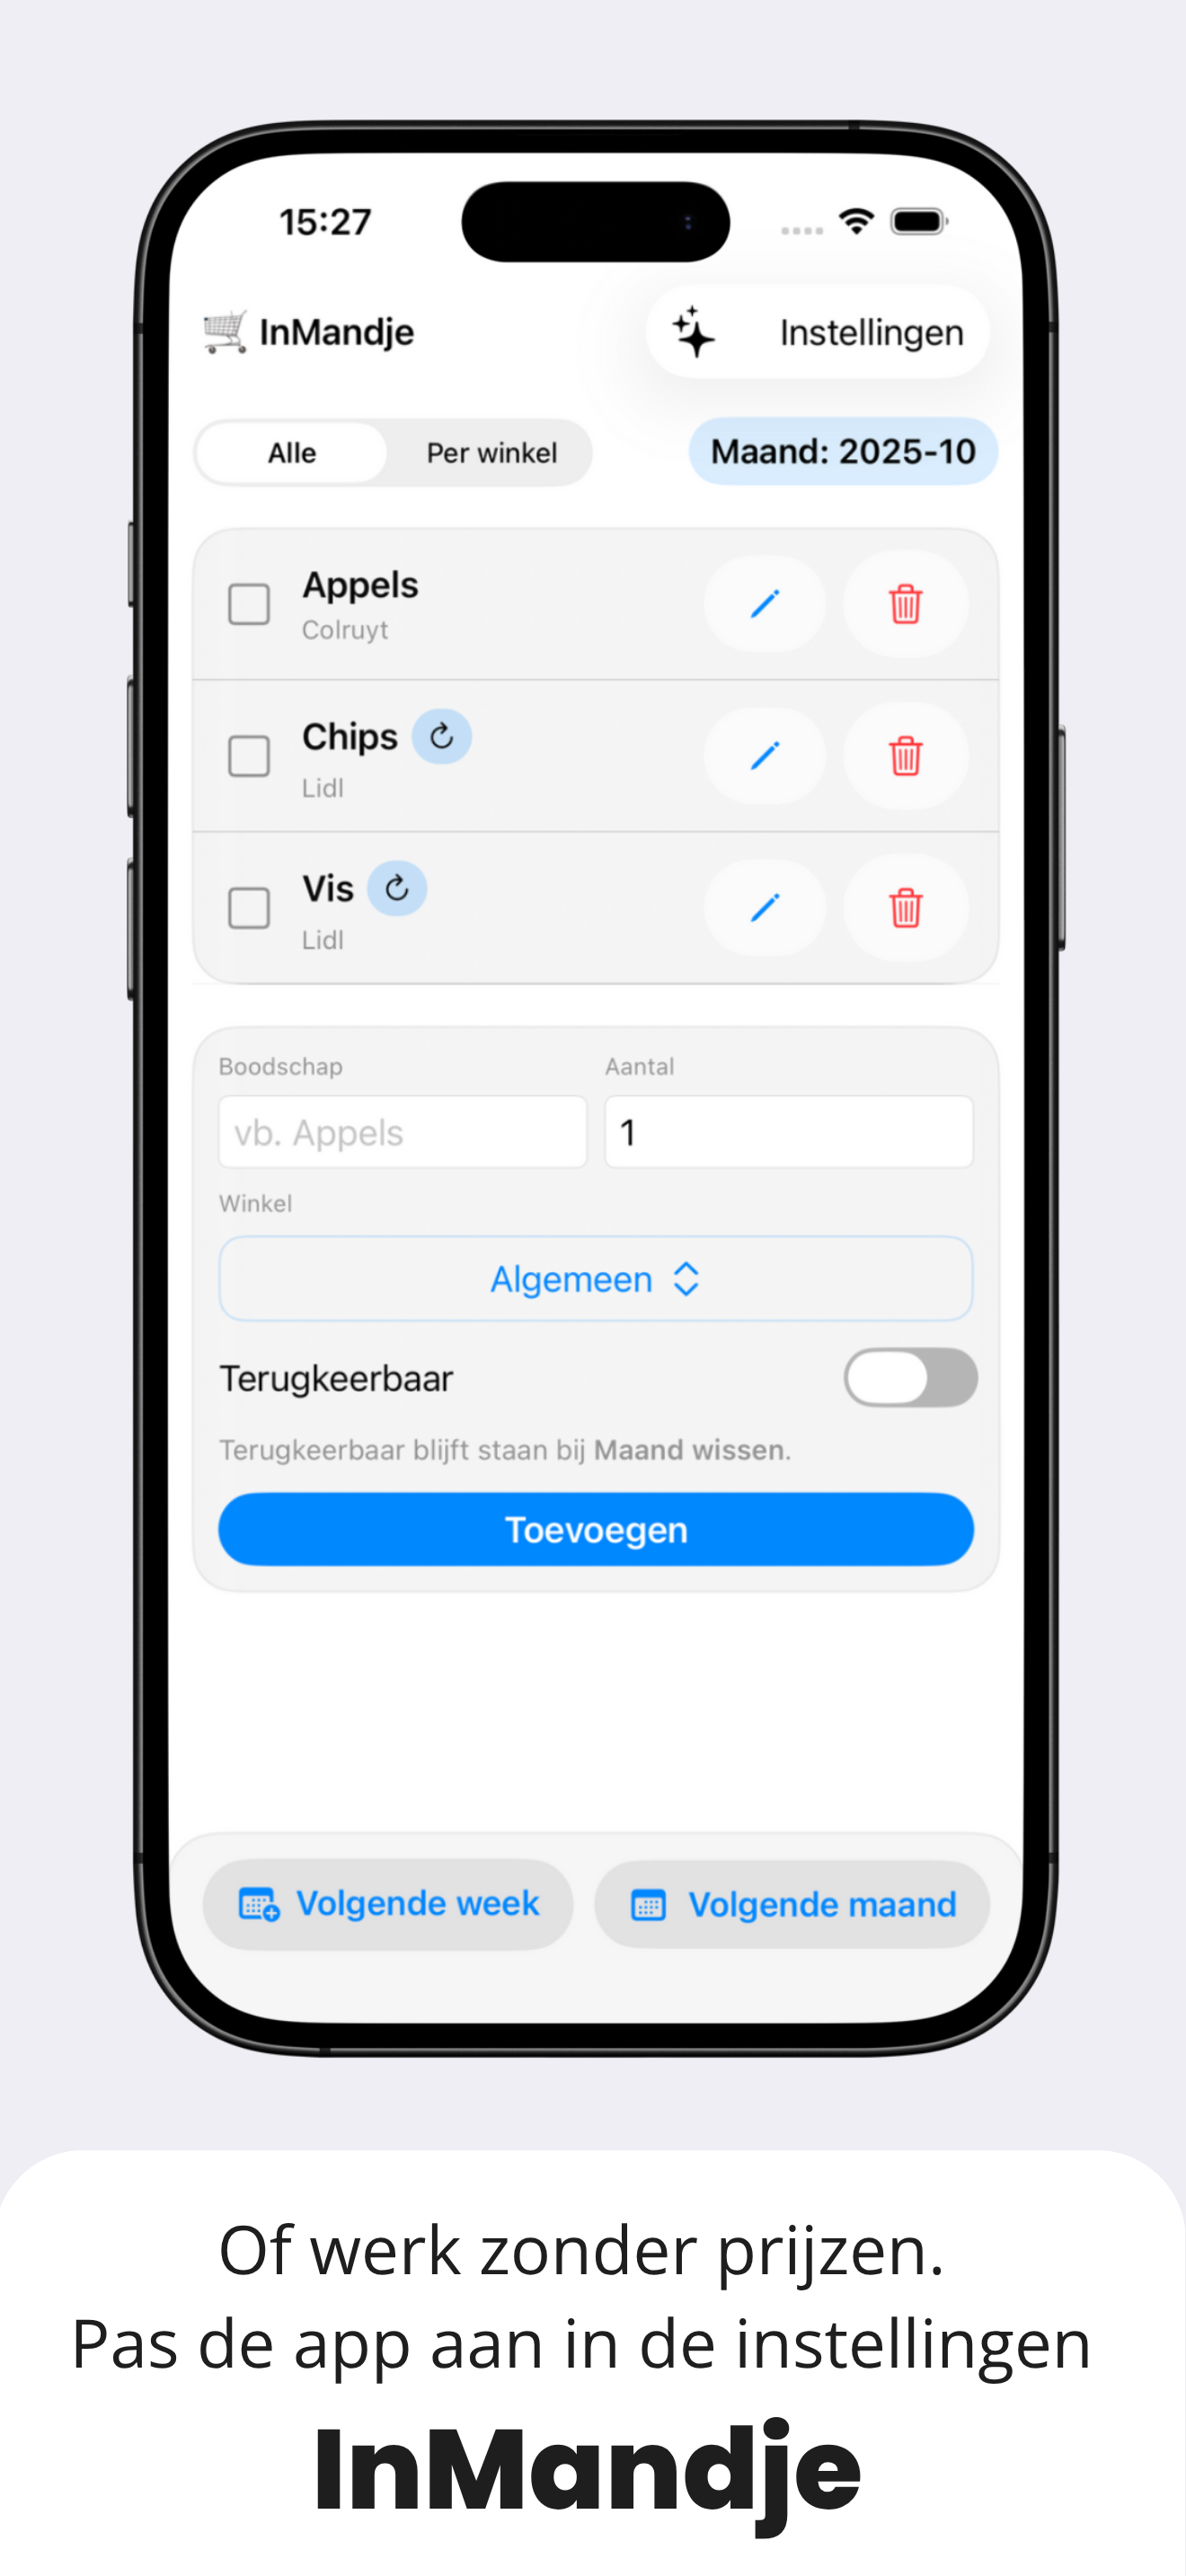 15:27
InMandje
Instellingen
Alle
Per winkel
Maand: 2025-10
Appels
Colruyt
Chips
Lidl
Vis
Lidl
Boodschap
Aantal
vb. Appels
1
Winkel
Algemeen
Terugkeerbaar
Terugkeerbaar blijft staan bij Maand wissen.
Toevoegen
Volgende week
Volgende maand
Of werk zonder prijzen.
Pas de app aan in de instellingen
InMandje